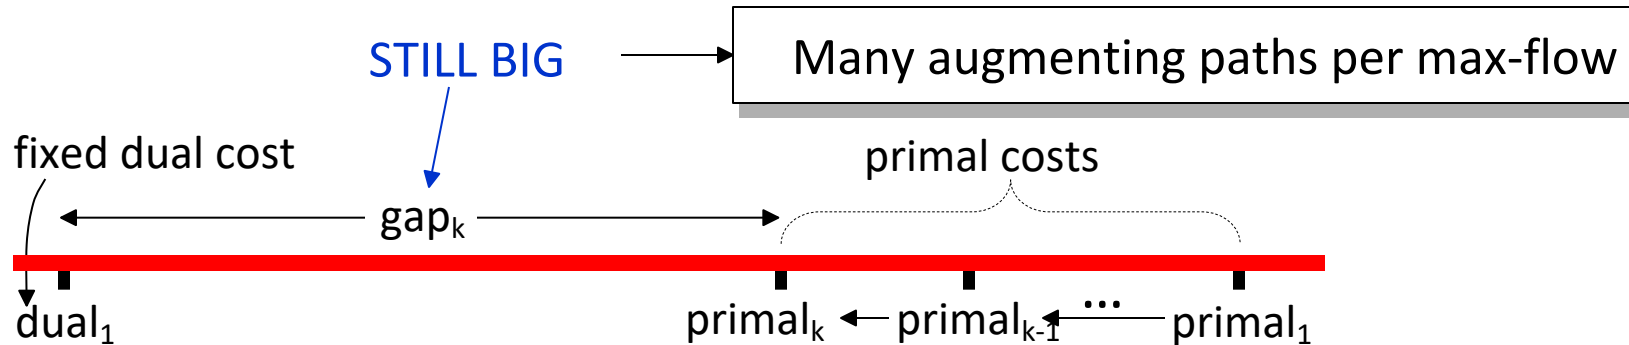 STILL BIG
Many augmenting paths per max-flow
fixed dual cost
primal costs
gapₖ
dual₁
primalₖ
primalₖ₋₁
...
primal₁